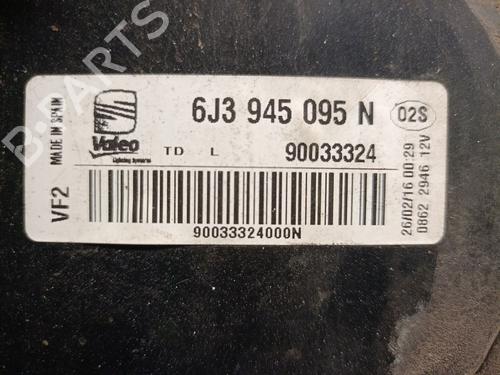 MADE IN SPAIN
VF2
Valeo
Lighting Systems
6J3 945 095 N
02S
TD L 90033324
90033324000N
26/02/16 00:29
0862 2946 12V
B-PARTS